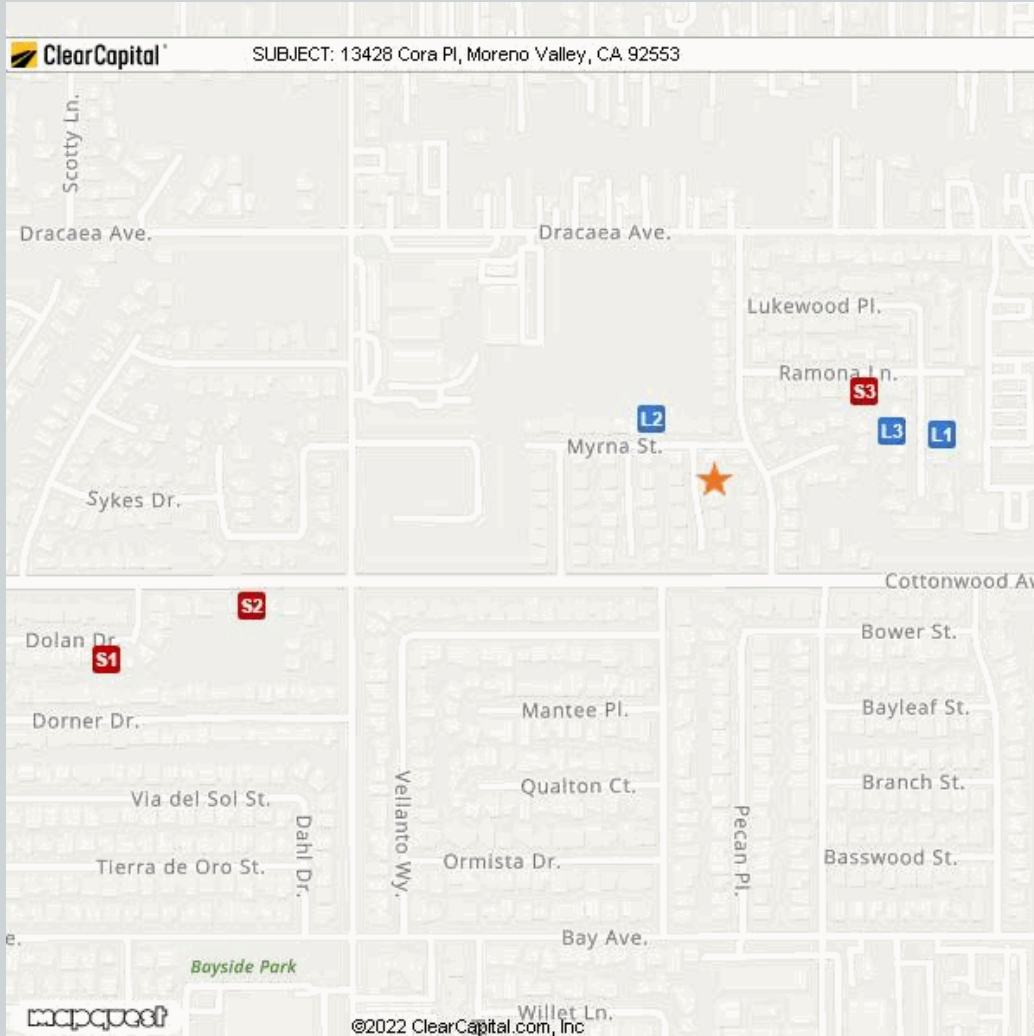 ClearCapital
SUBJECT: 13428 Cora Pl, Moreno Valley, CA 92553
Scotty Ln.
Dracaea Ave.
Dracaea Ave.
Lukewood Pl.
Ramona Ln.
S3
L2
L3
L1
Myrna St.
Sykes Dr.
Cottonwood Av
S2
Dolan Dr.
Bower St.
S1
Mantee Pl.
Bayleaf St.
Dorner Dr.
Qualton Ct.
Branch St.
Via del Sol St.
Vellanto Wy.
Pecan Pl.
Dahl Dr.
Ormista Dr.
Basswood St.
Tierra de Oro St.
e.
Bay Ave.
Bayside Park
Willet Ln.
mapquest
©2022 ClearCapital.com, Inc